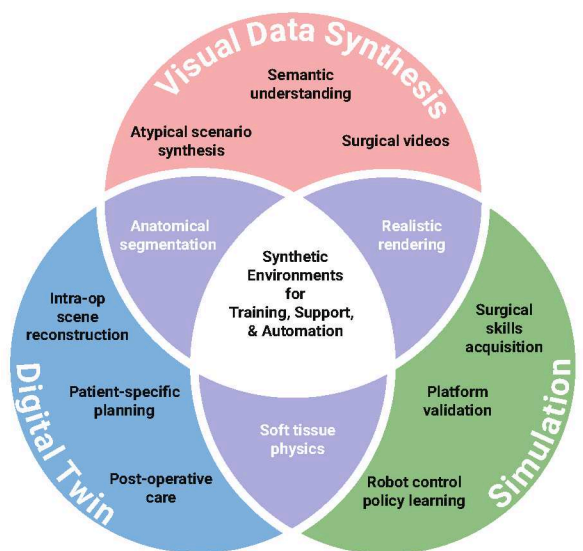 Visual Data Synthesis
Semantic
understanding
Atypical scenario
synthesis
Surgical videos
Anatomical
segmentation
Realistic
rendering
Synthetic
Environments
for
Training, Support,
& Automation
Intra-op
scene
reconstruction
Surgical
skills
acquisition
Digital Twin
Patient-specific
planning
Platform
validation
Simulation
Soft tissue
physics
Post-operative
care
Robot control
policy learning